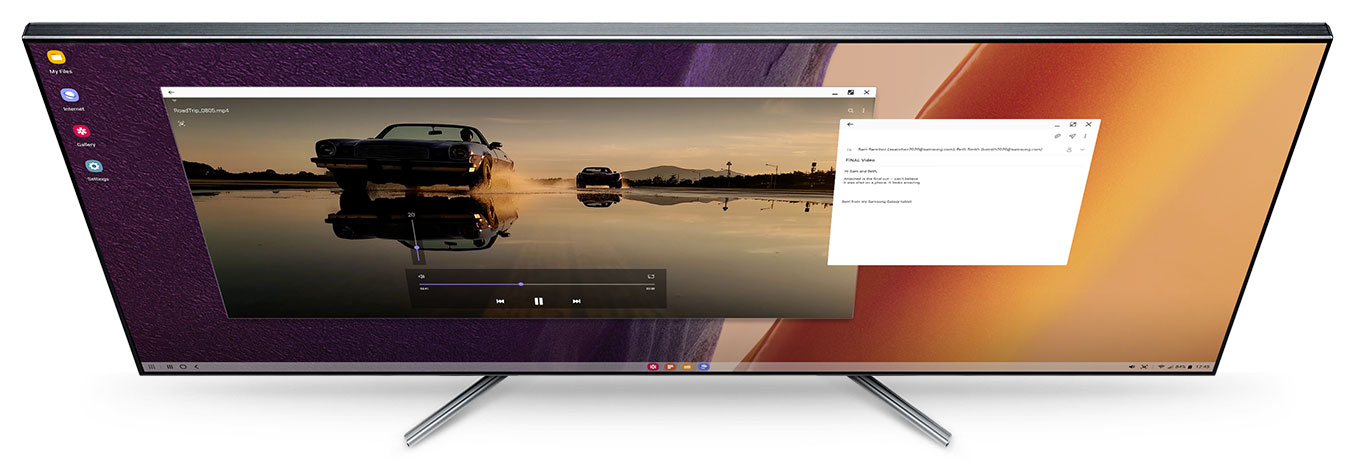 My Files
Internet
Gallery
Settings
RoadTrip_0805.mp4
20
FINAL Video
Hi Sam and Beth,
Attached is the final cut - can't believe
it was shot on a phone. It looks amazing
Sent from my Samsung Galaxy tablet
84%
12:45